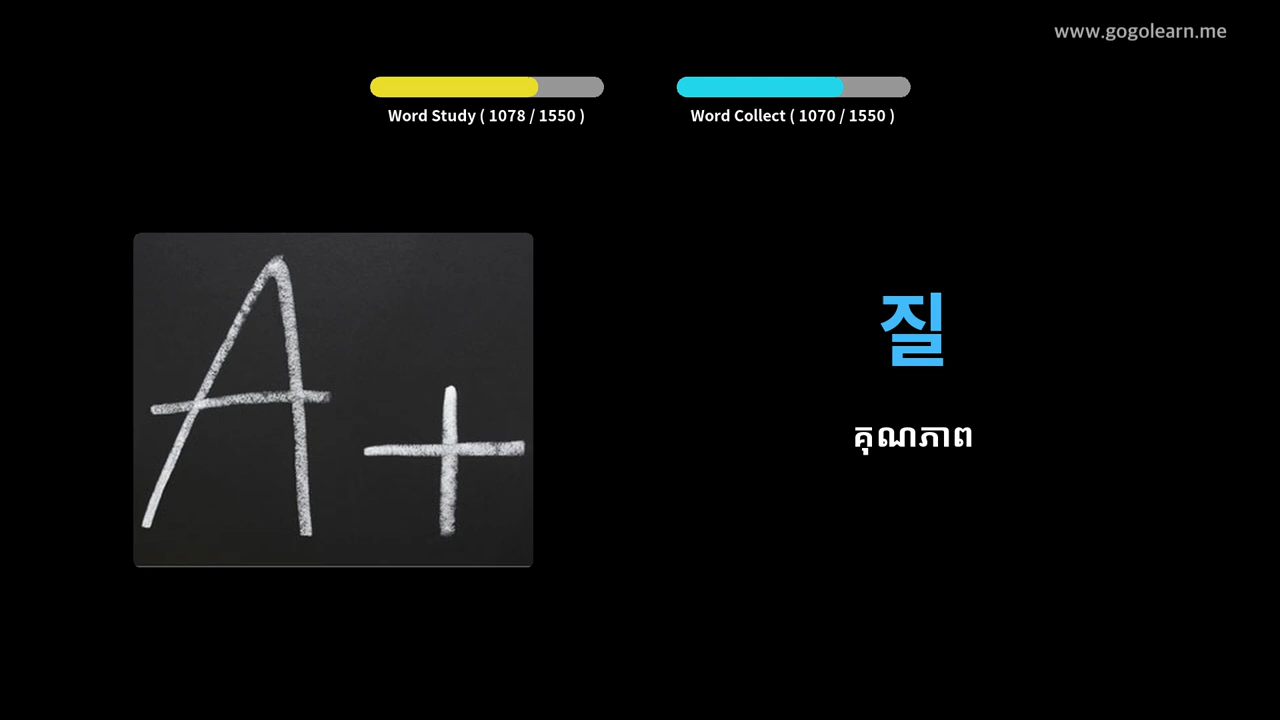 www.gogolearn.me
Word Study ( 1078 / 1550 )
Word Collect ( 1070 / 1550 )
A+
질
គុណភាព